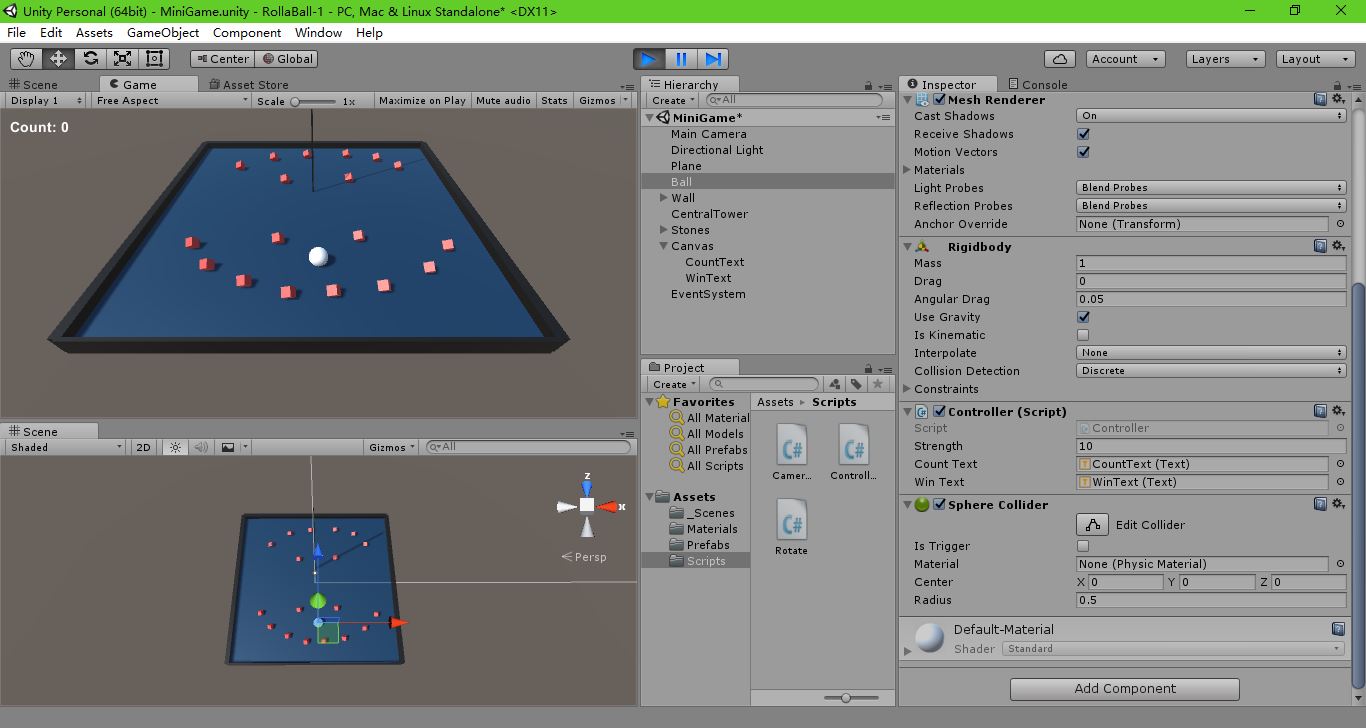 Unity Personal (64bit) - MiniGame.unity - RollaBall-1 - PC, Mac & Linux Standalone* <DX11>
File Edit Assets GameObject Component Window Help
Center Global Account Layers Layout
Scene Game Asset Store
Display 1 Free Aspect Scale 1x Maximize on Play Mute audio Stats Gizmos
Count: 0
Scene
Shaded 2D Gizmos All
z
x
Persp
Hierarchy
Create All
MiniGame*
Main Camera
Directional Light
Plane
Ball
Wall
CentralTower
Stones
Canvas
CountText
WinText
EventSystem
Project
Create
Favorites
All Material
All Models
All Prefabs
All Scripts
Assets
_Scenes
Materials
Prefabs
Scripts
Assets Scripts
C# C#
Camer... Controll...
C#
Rotate
Inspector Console
Mesh Renderer
Cast Shadows On
Receive Shadows
Motion Vectors
Materials
Light Probes Blend Probes
Reflection Probes Blend Probes
Anchor Override None (Transform)
Rigidbody
Mass 1
Drag 0
Angular Drag 0.05
Use Gravity
Is Kinematic
Interpolate None
Collision Detection Discrete
Constraints
Controller (Script)
Script Controller
Strength 10
Count Text CountText (Text)
Win Text WinText (Text)
Sphere Collider
Edit Collider
Is Trigger
Material None (Physic Material)
Center X 0 Y 0 Z 0
Radius 0.5
Default-Material
Shader Standard
Add Component